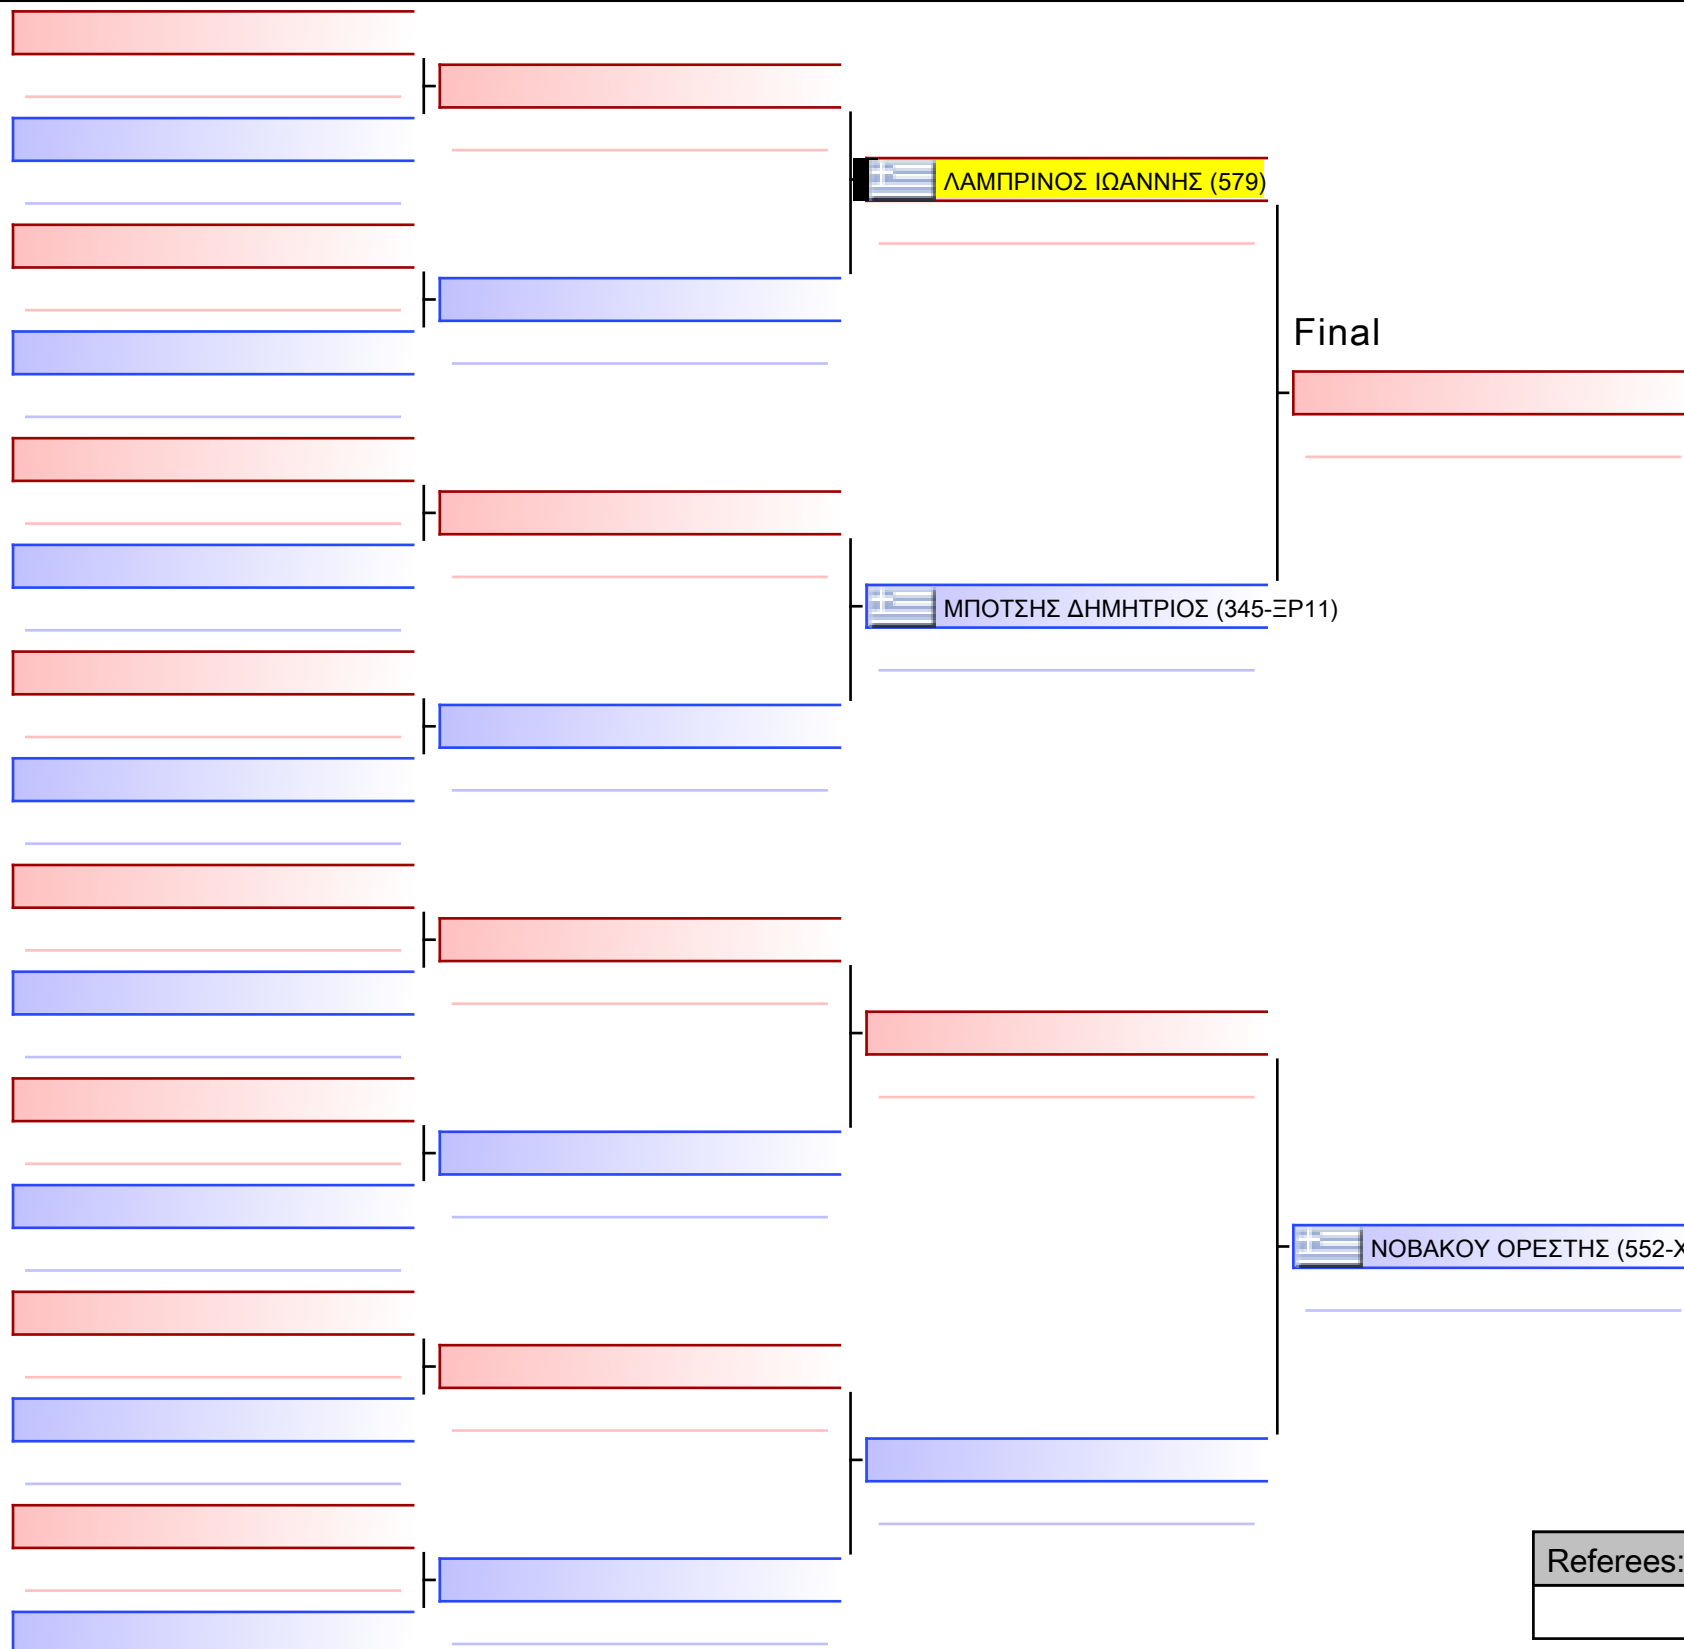 ΛΑΜΠΡΙΝΟΣ ΙΩΑΝΝΗΣ (579)
Final
ΜΠΟΤΣΗΣ ΔΗΜΗΤΡΙΟΣ (345-ΞΡ11)
ΝΟΒΑΚΟΥ ΟΡΕΣΤΗΣ (552-Χ
Referees: